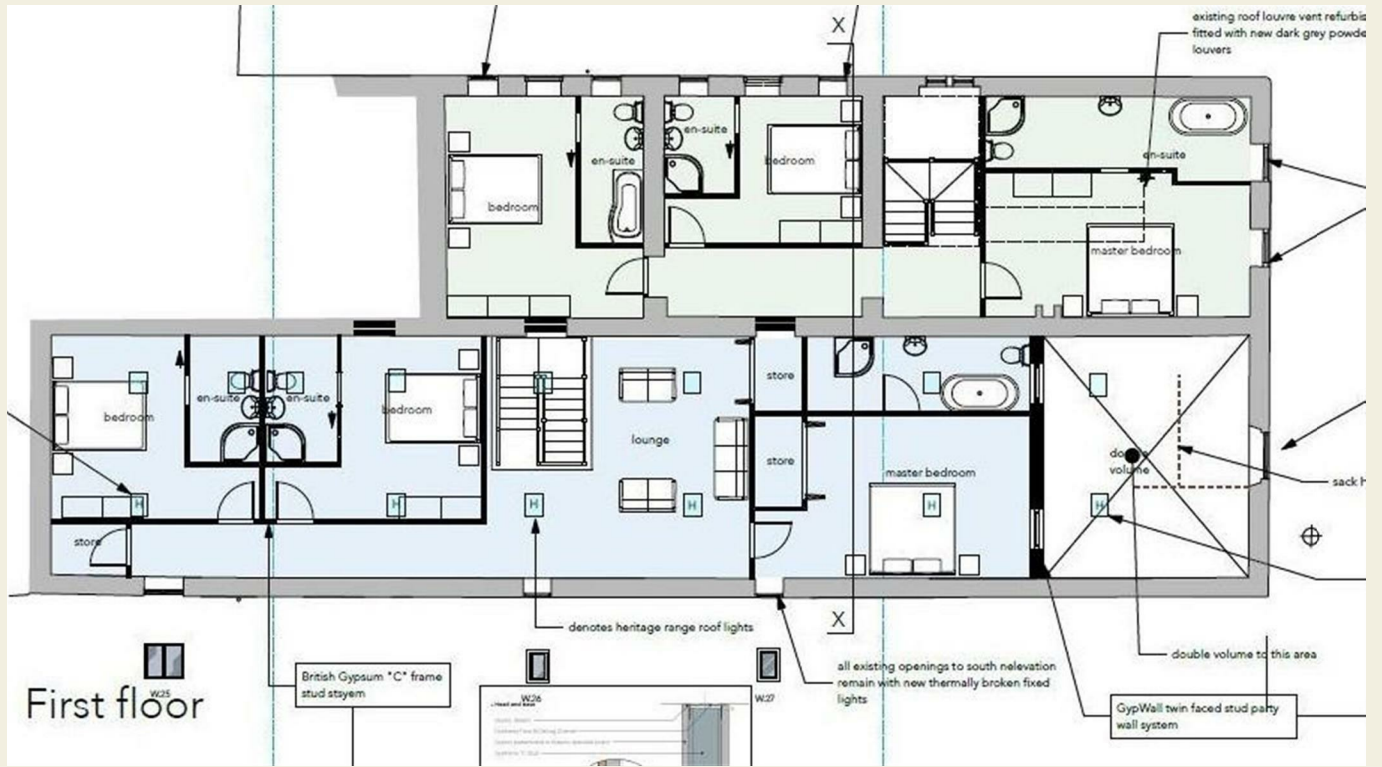 X
existing roof louvre vent refurbis
fitted with new dark grey powde
louvers
en-suite
en-suite
bedroom
en-suite
bedroom
master bedroom
store
en-suite
en-suite
bedroom
bedroom
lounge
store
master bedroom
volume
sack h
H
H
H
H
H
H
store
denotes heritage range roof lights
X
double volume to this area
all existing openings to south nelevation
remain with new thermally broken fixed
lights
British Gypsum "C" frame
stud stsyem
First floor
W.25
W.26
W.27
GypWall twin faced stud party
wall system
Head and base